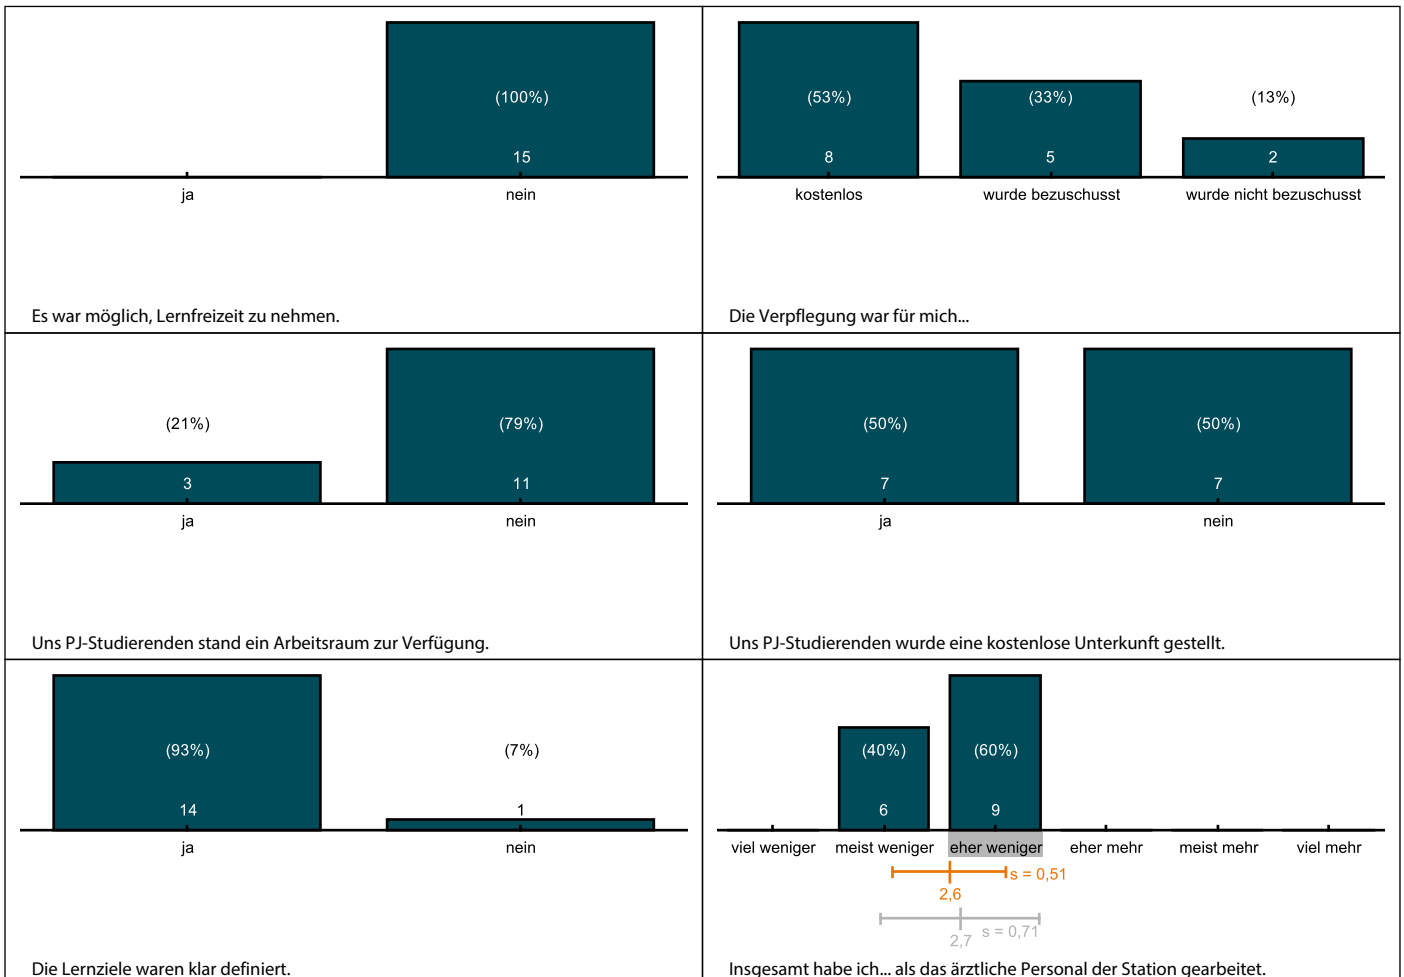 (100%)
15
ja
nein
Es war möglich, Lernfreizeit zu nehmen.
(53%)
(33%)
(13%)
8
5
2
kostenlos
wurde bezuschusst
wurde nicht bezuschusst
Die Verpflegung war für mich...
(21%)
(79%)
3
11
ja
nein
Uns PJ-Studierenden stand ein Arbeitsraum zur Verfügung.
(50%)
(50%)
7
7
ja
nein
Uns PJ-Studierenden wurde eine kostenlose Unterkunft gestellt.
(93%)
(7%)
14
1
ja
nein
Die Lernziele waren klar definiert.
(40%)
(60%)
6
9
viel weniger
meist weniger
eher weniger
eher mehr
meist mehr
viel mehr
s = 0,51
2,6
s = 0,71
2,7
Insgesamt habe ich... als das ärztliche Personal der Station gearbeitet.